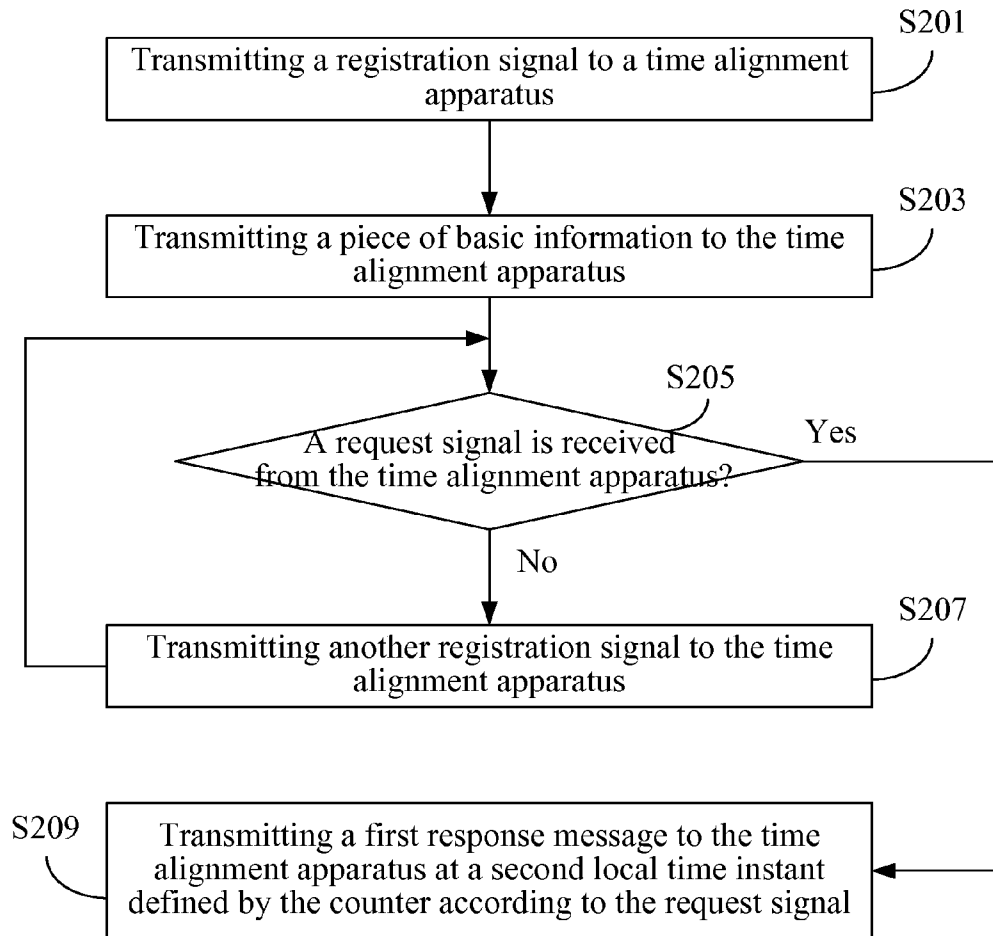 S201
Transmitting a registration signal to a time alignment
apparatus
S203
Transmitting a piece of basic information to the time
alignment apparatus
S205
A request signal is received
from the time alignment apparatus?
Yes
No
S207
Transmitting another registration signal to the time
alignment apparatus
S209
Transmitting a first response message to the time
alignment apparatus at a second local time instant
defined by the counter according to the request signal